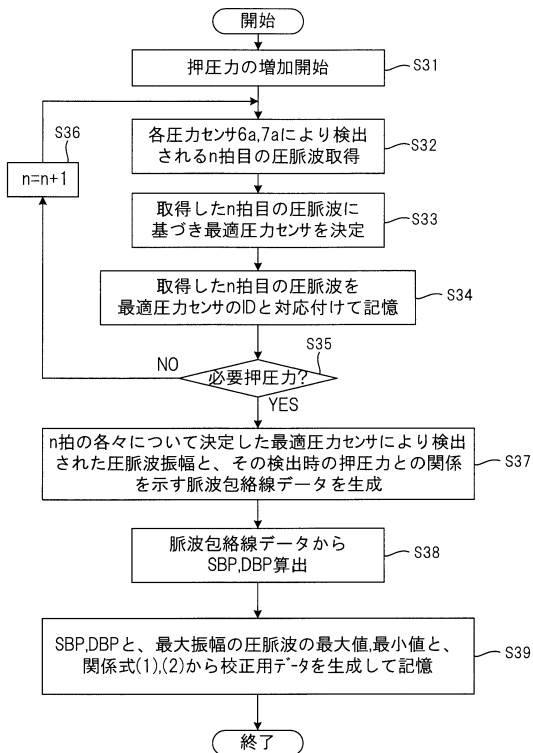 開始
押圧力の増加開始
S31
S36
n=n+1
各圧力センサ6a,7aにより検出
されるn拍目の圧脈波取得
S32
取得したn拍目の圧脈波に
基づき最適圧力センサを決定
S33
取得したn拍目の圧脈波を
最適圧力センサのIDと対応付けて記憶
S34
S35
NO
必要押圧力?
YES
n拍の各々について決定した最適圧力センサにより検出
された圧脈波振幅と、その検出時の押圧力との関係
を示す脈波包絡線データを生成
S37
脈波包絡線データから
SBP,DBP算出
S38
SBP,DBPと、最大振幅の圧脈波の最大値,最小値と、
関係式(1),(2)から校正用データを生成して記憶
S39
終了